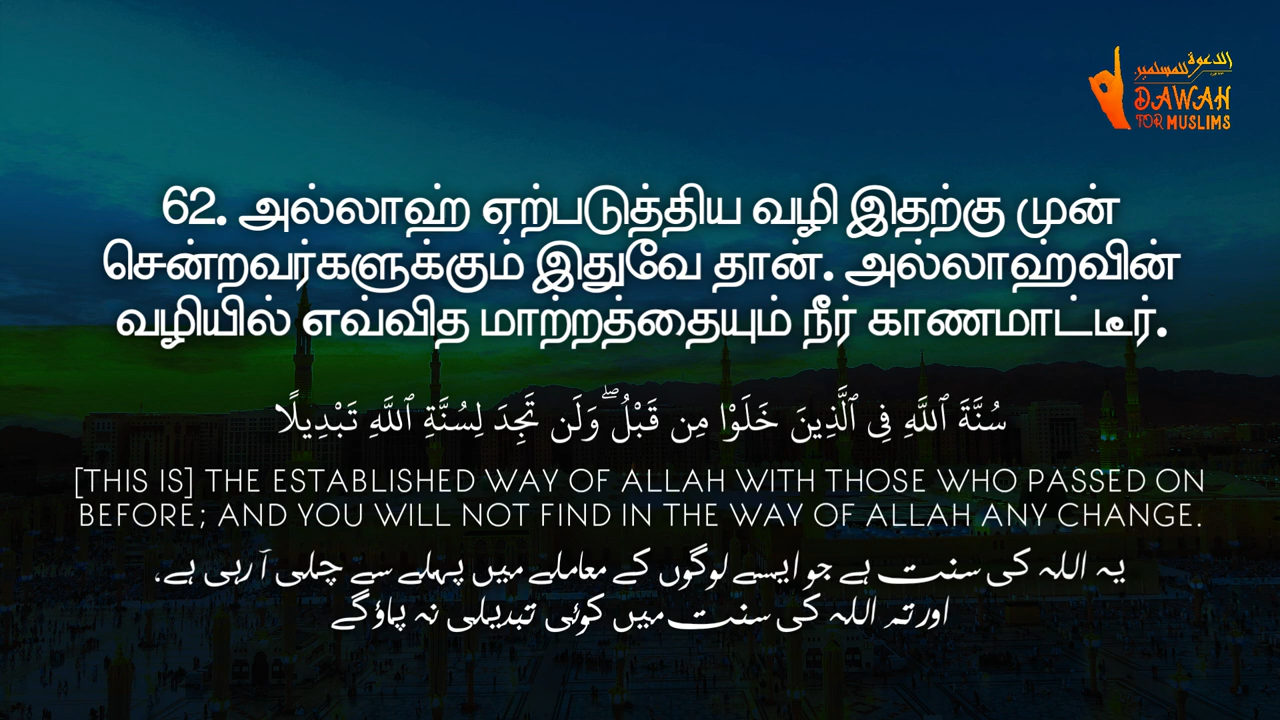 الدعوة للمسلمين
DAWAH
FOR MUSLIMS
62. அல்லாஹ் ஏற்படுத்திய வழி இதற்கு முன்
சென்றவர்களுக்கும் இதுவே தான். அல்லாஹ்வின்
வழியில் எவ்வித மாற்றத்தையும் நீர் காணமாட்டீர்.
سُنَّةَ ٱللَّهِ فِى ٱلَّذِينَ خَلَوْا۟ مِن قَبْلُ ۖ وَلَن تَجِدَ لِسُنَّةِ ٱللَّهِ تَبْدِيلًا
[THIS IS] THE ESTABLISHED WAY OF ALLAH WITH THOSE WHO PASSED ON
BEFORE; AND YOU WILL NOT FIND IN THE WAY OF ALLAH ANY CHANGE.
یہ اللہ کی سنت ہے جو ایسے لوگوں کے معاملے میں پہلے سے چلی آ رہی ہے،
اور تم اللہ کی سنت میں کوئی تبدیلی نہ پاؤ گے